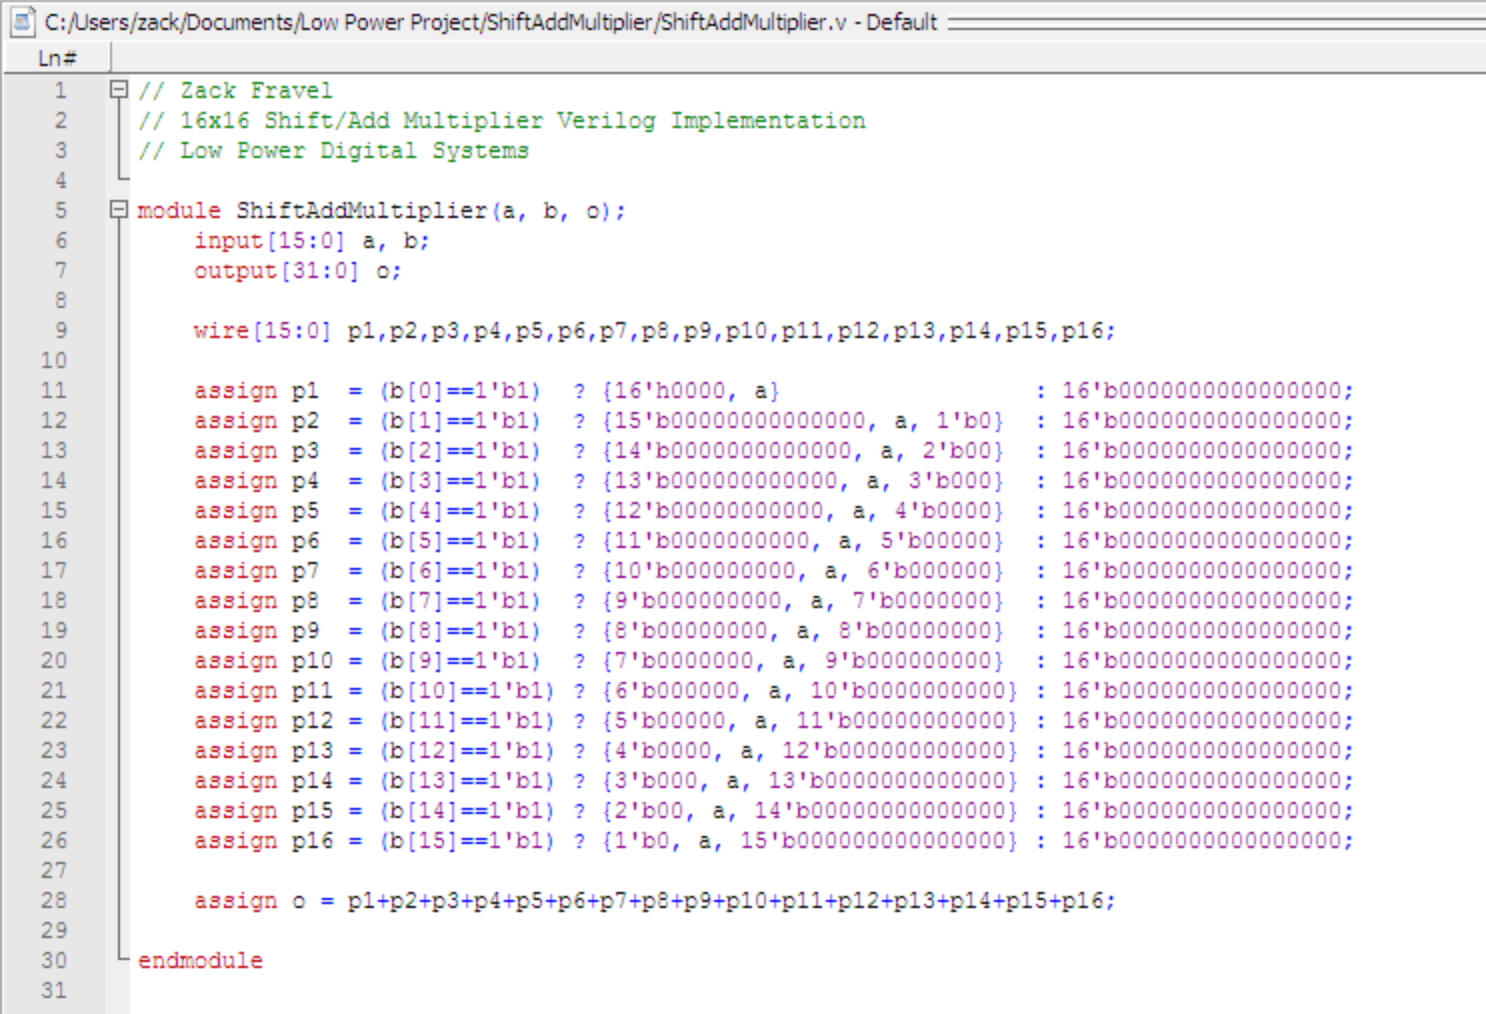 C:/Users/zack/Documents/Low Power Project/ShiftAddMultiplier/ShiftAddMultiplier.v - Default
Ln#
1 // Zack Fravel
2 // 16x16 Shift/Add Multiplier Verilog Implementation
3 // Low Power Digital Systems
4
5 module ShiftAddMultiplier(a, b, o);
6 input[15:0] a, b;
7 output[31:0] o;
8
9 wire[15:0] p1,p2,p3,p4,p5,p6,p7,p8,p9,p10,p11,p12,p13,p14,p15,p16;
10
11 assign p1 = (b[0]==1'b1) ? {16'h0000, a} : 16'b0000000000000000;
12 assign p2 = (b[1]==1'b1) ? {15'b00000000000000, a, 1'b0} : 16'b0000000000000000;
13 assign p3 = (b[2]==1'b1) ? {14'b0000000000000, a, 2'b00} : 16'b0000000000000000;
14 assign p4 = (b[3]==1'b1) ? {13'b000000000000, a, 3'b000} : 16'b0000000000000000;
15 assign p5 = (b[4]==1'b1) ? {12'b00000000000, a, 4'b0000} : 16'b0000000000000000;
16 assign p6 = (b[5]==1'b1) ? {11'b0000000000, a, 5'b00000} : 16'b0000000000000000;
17 assign p7 = (b[6]==1'b1) ? {10'b000000000, a, 6'b000000} : 16'b0000000000000000;
18 assign p8 = (b[7]==1'b1) ? {9'b000000000, a, 7'b0000000} : 16'b0000000000000000;
19 assign p9 = (b[8]==1'b1) ? {8'b00000000, a, 8'b00000000} : 16'b0000000000000000;
20 assign p10 = (b[9]==1'b1) ? {7'b0000000, a, 9'b000000000} : 16'b0000000000000000;
21 assign p11 = (b[10]==1'b1) ? {6'b000000, a, 10'b0000000000} : 16'b0000000000000000;
22 assign p12 = (b[11]==1'b1) ? {5'b00000, a, 11'b00000000000} : 16'b0000000000000000;
23 assign p13 = (b[12]==1'b1) ? {4'b0000, a, 12'b000000000000} : 16'b0000000000000000;
24 assign p14 = (b[13]==1'b1) ? {3'b000, a, 13'b0000000000000} : 16'b0000000000000000;
25 assign p15 = (b[14]==1'b1) ? {2'b00, a, 14'b00000000000000} : 16'b0000000000000000;
26 assign p16 = (b[15]==1'b1) ? {1'b0, a, 15'b000000000000000} : 16'b0000000000000000;
27
28 assign o = p1+p2+p3+p4+p5+p6+p7+p8+p9+p10+p11+p12+p13+p14+p15+p16;
29
30 endmodule
31